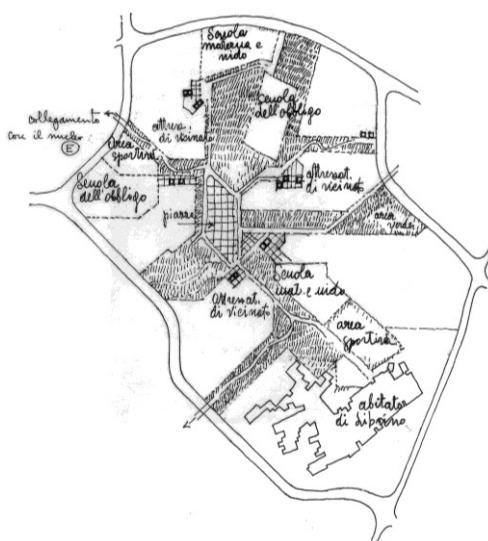 Scuola
materna e
nido
Scuola
dell'obbligo
attrezz.
di vicinato
collegamento
con il nucleo
E
area
sportiva
Scuola
dell'obbligo
attrezzat.
di vicinato
piazza
area
verde
Scuola
mat. e nido
attrezzat.
di vicinato
area
sportiva
abitato
di